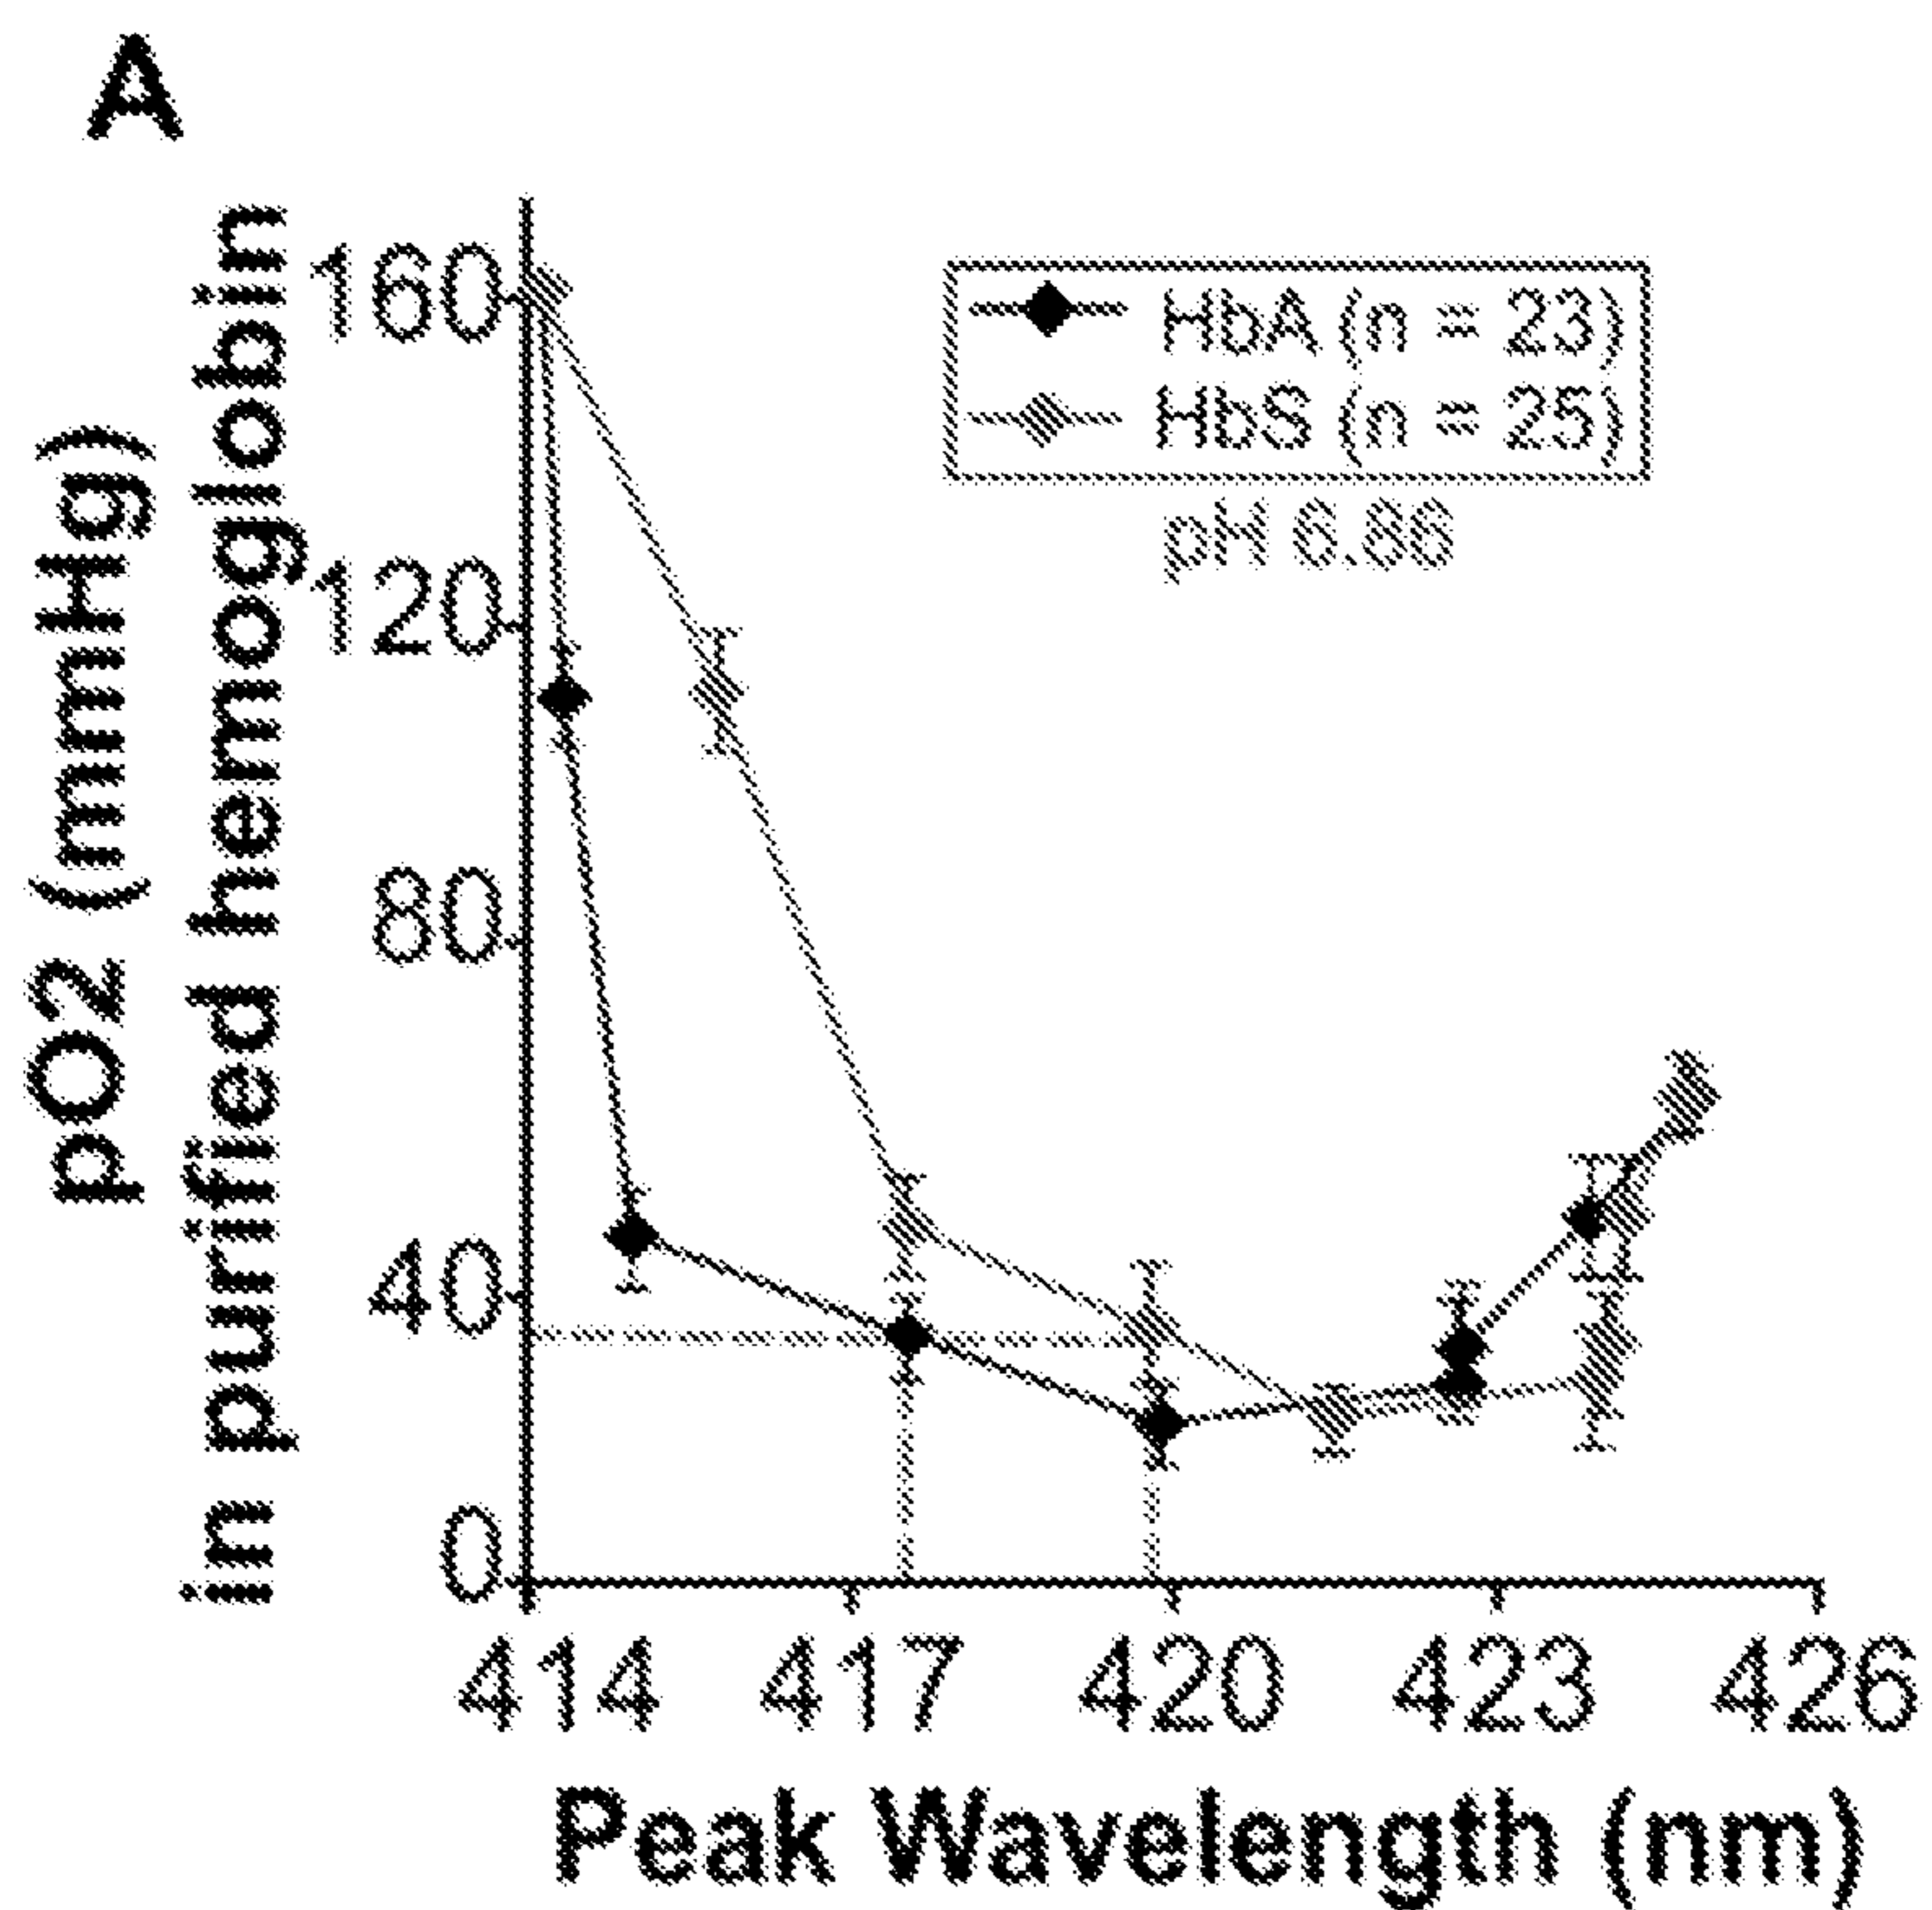 A
pO2 (mmHg)
in purified hemoglobin
160
120
80
40
0
HbA (n = 23)
HbS (n = 25)
pH 6.86
414 417 420 423 426
Peak Wavelength (nm)